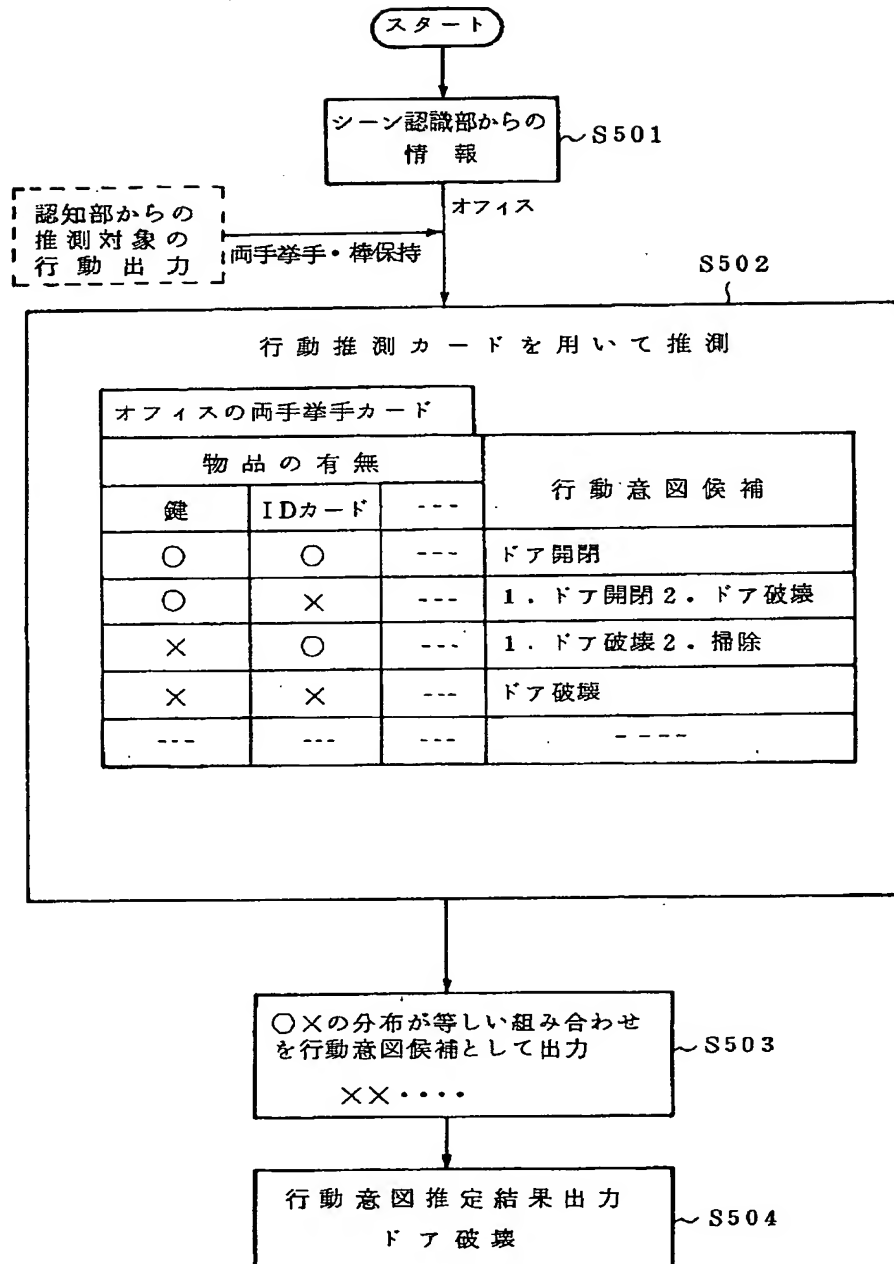 スタート
シーン認識部からの
情報
S501
オフィス
認知部からの
推測対象の
行動出力
両手挙手・棒保持
S502
行動推測カードを用いて推測
オフィスの両手挙手カード
物品の有無
行動意図候補
鍵 IDカード ---
○ ○ --- ドア開閉
○ × --- 1．ドア開閉2．ドア破壊
× ○ --- 1．ドア破壊2．掃除
× × --- ドア破壊
--- --- --- ----
○×の分布が等しい組み合わせ
を行動意図候補として出力
××・・・・
S503
行動意図推定結果出力
ドア破壊
S504